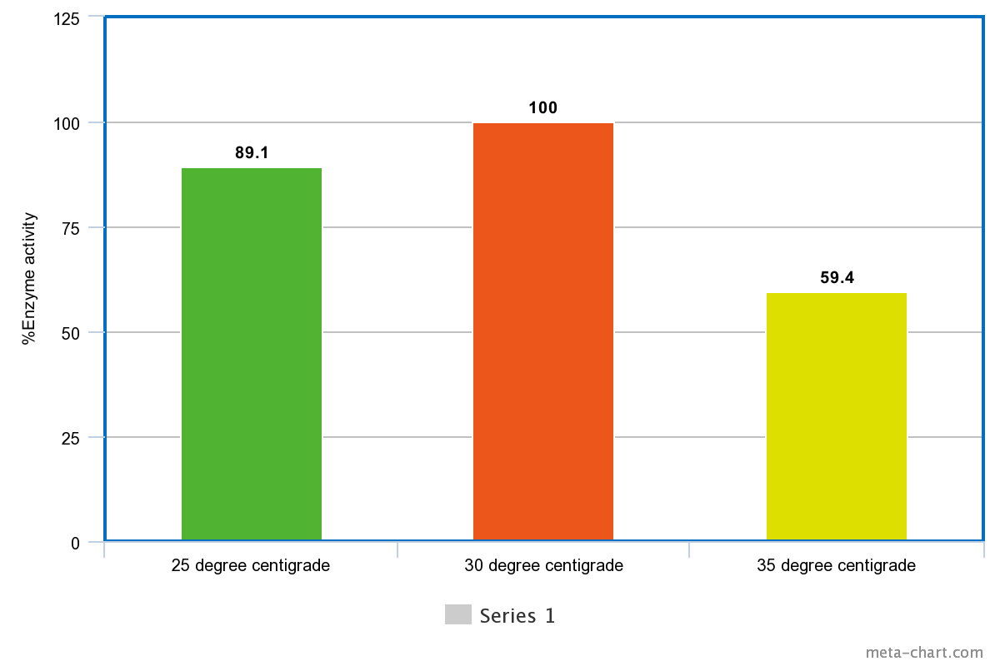 125
100
75
50
25
0
%Enzyme activity
89.1
100
59.4
25 degree centigrade
30 degree centigrade
35 degree centigrade
Series 1
meta-chart.com